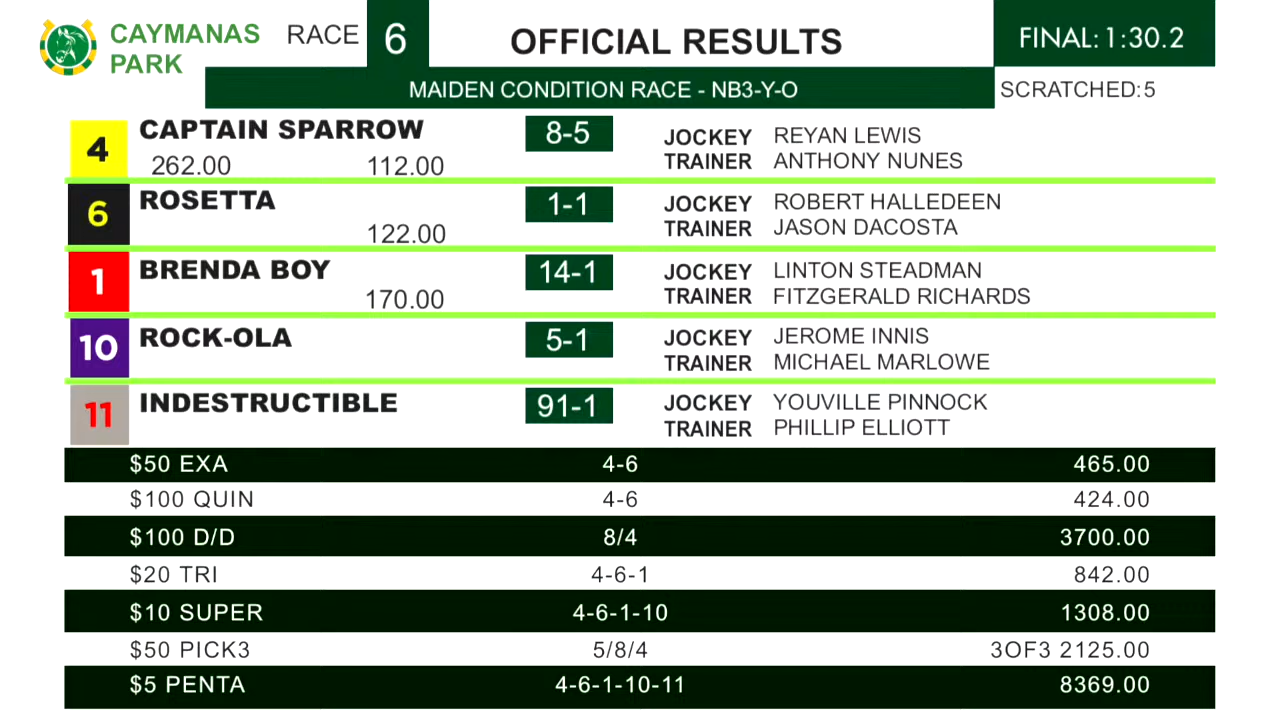 CAYMANAS PARK
RACE 6 OFFICIAL RESULTS FINAL: 1:30.2
MAIDEN CONDITION RACE - NB3-Y-O SCRATCHED: 5
4 CAPTAIN SPARROW 8-5 JOCKEY REYAN LEWIS
262.00 112.00 TRAINER ANTHONY NUNES
6 ROSETTA 1-1 JOCKEY ROBERT HALLEDEEN
122.00 TRAINER JASON DACOSTA
1 BRENDA BOY 14-1 JOCKEY LINTON STEADMAN
170.00 TRAINER FITZGERALD RICHARDS
10 ROCK-OLA 5-1 JOCKEY JEROME INNIS
TRAINER MICHAEL MARLOWE
11 INDESTRUCTIBLE 91-1 JOCKEY YOUVILLE PINNOCK
TRAINER PHILLIP ELLIOTT
$50 EXA 4-6 465.00
$100 QUIN 4-6 424.00
$100 D/D 8/4 3700.00
$20 TRI 4-6-1 842.00
$10 SUPER 4-6-1-10 1308.00
$50 PICK3 5/8/4 3OF3 2125.00
$5 PENTA 4-6-1-10-11 8369.00